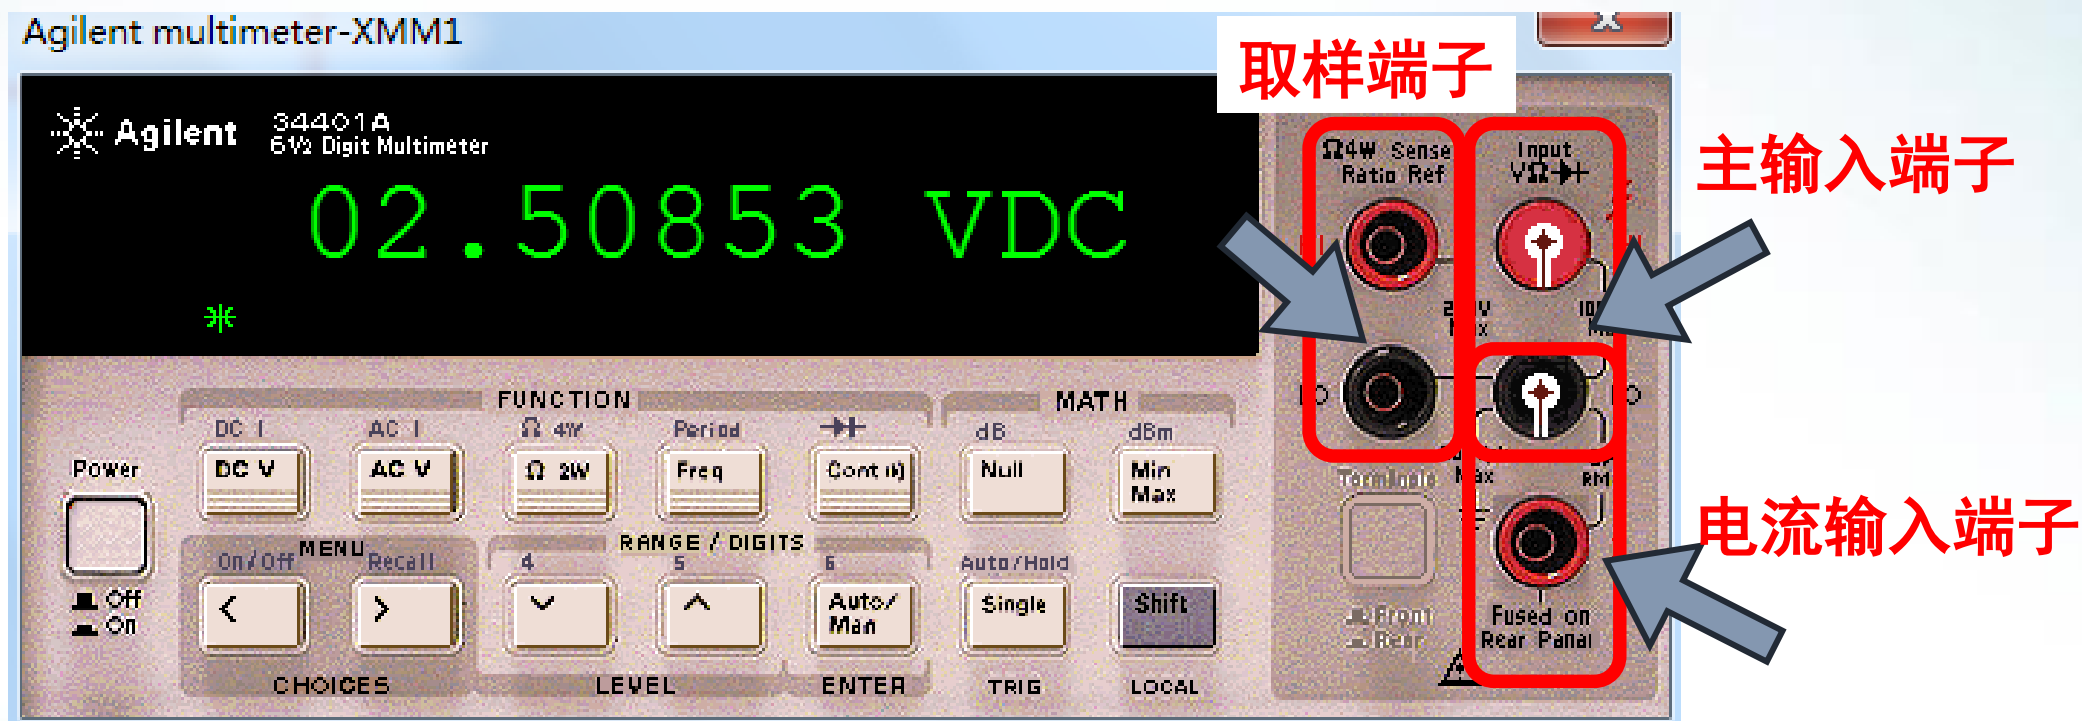 Agilent multimeter-XMM1
取样端子
Agilent 34401A
6½ Digit Multimeter
02.50853 VDC
Ω4W Sense
Ratio Ref
Input
VΩ
主输入端子
FUNCTION
MATH
DC I
AC I
Ω 4W
Period
dB
dBm
Power
DC V
AC V
Ω 2W
Freq
Cont
Null
Min
Max
Off
On
MENU
RANGE / DIGITS
On/Off
Recall
4
5
6
Auto/Hold
<
>
Auto/
Man
Single
Shift
CHOICES
LEVEL
ENTER
TRIG
LOCAL
Max
Terminals
Front
Rear
电流输入端子
Fused on
Rear Panal